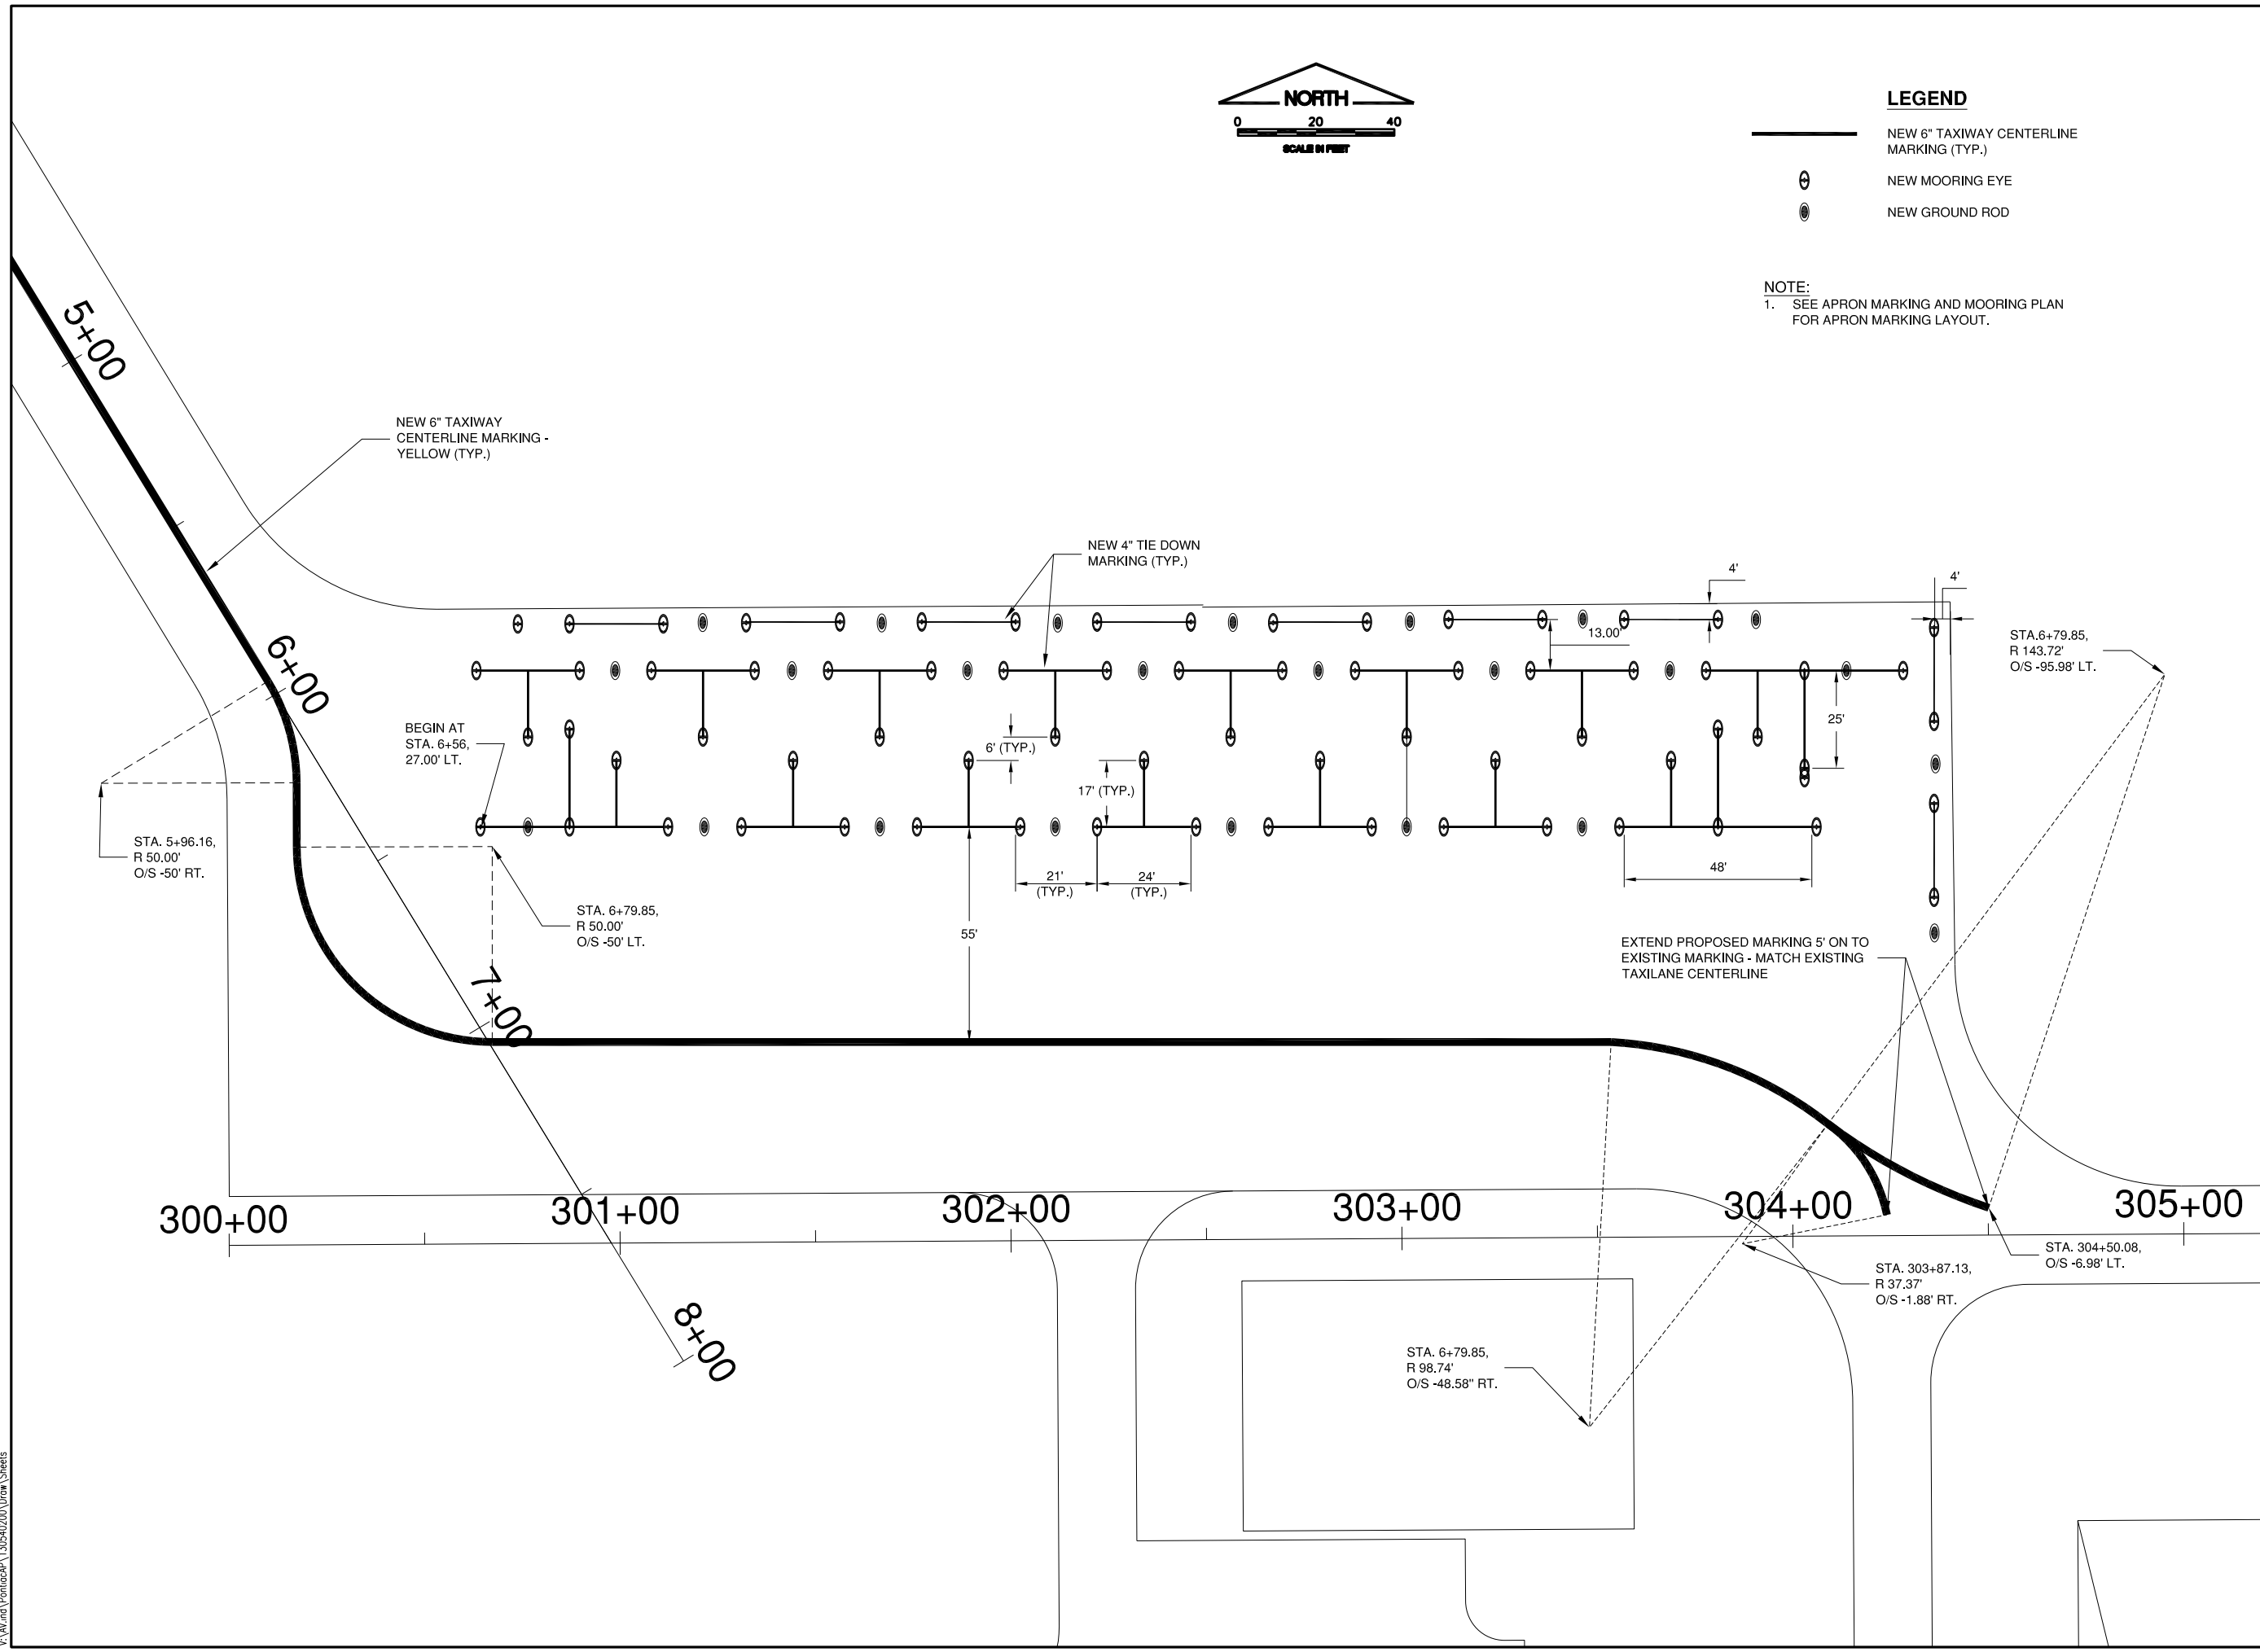 NORTH
0 20 40
SCALE IN FEET
LEGEND
NEW 6" TAXIWAY CENTERLINE
MARKING (TYP.)
NEW MOORING EYE
NEW GROUND ROD
NOTE:
1. SEE APRON MARKING AND MOORING PLAN
FOR APRON MARKING LAYOUT.
5+00
NEW 6" TAXIWAY
CENTERLINE MARKING -
YELLOW (TYP.)
NEW 4" TIE DOWN
MARKING (TYP.)
4'
4'
13.00'
STA.6+79.85,
R 143.72'
O/S -95.98' LT.
6+00
BEGIN AT
STA. 6+56,
27.00' LT.
6' (TYP.)
25'
17' (TYP.)
STA. 5+96.16,
R 50.00'
O/S -50' RT.
21'
(TYP.)
24'
(TYP.)
48'
STA. 6+79.85,
R 50.00'
O/S -50' LT.
55'
EXTEND PROPOSED MARKING 5' ON TO
EXISTING MARKING - MATCH EXISTING
TAXILANE CENTERLINE
7+00
300+00
301+00
302+00
303+00
304+00
305+00
STA. 304+50.08,
O/S -6.98' LT.
STA. 303+87.13,
R 37.37'
O/S -1.88' RT.
8+00
STA. 6+79.85,
R 98.74'
O/S -48.58" RT.